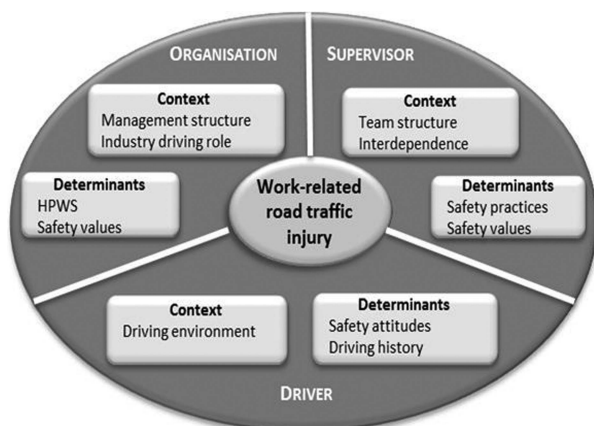 ORGANISATION
Context
Management structure
Industry driving role
Determinants
HPWS
Safety values
SUPERVISOR
Context
Team structure
Interdependence
Determinants
Safety practices
Safety values
Work-related
road traffic
injury
Context
Driving environment
Determinants
Safety attitudes
Driving history
DRIVER